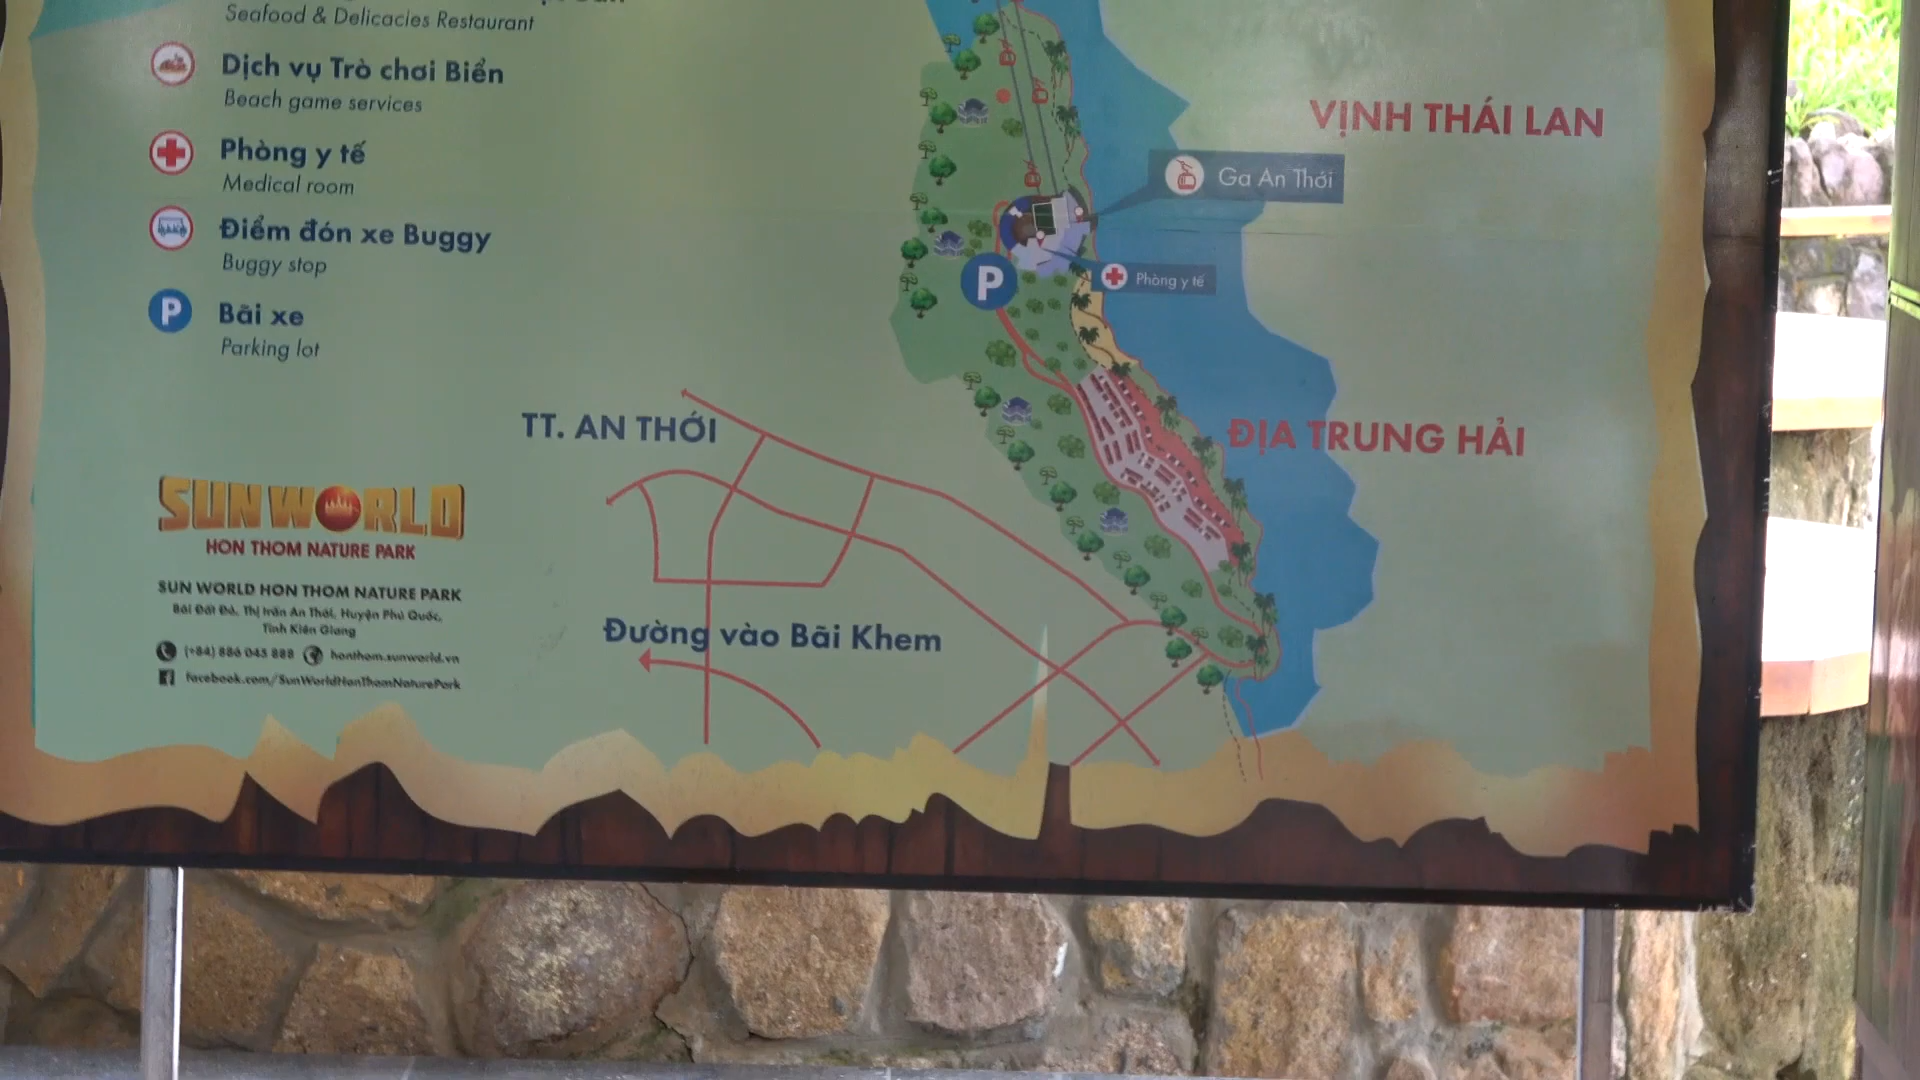 Seafood & Delicacies Restaurant
Dịch vụ Trò chơi Biển
Beach game services
Phòng y tế
Medical room
Điểm đón xe Buggy
Buggy stop
P
Bãi xe
Parking lot
VỊNH THÁI LAN
Ga An Thới
P
Phòng y tế
TT. AN THỚI
ĐỊA TRUNG HẢI
Đường vào Bãi Khem
SUN WORLD
HON THOM NATURE PARK
SUN WORLD HON THOM NATURE PARK
Bãi Đất Đỏ, Thị trấn An Thới, Huyện Phú Quốc,
Tỉnh Kiên Giang
(+84) 886 045 888 honthom.sunworld.vn
facebook.com/SunWorldHonThomNaturePark